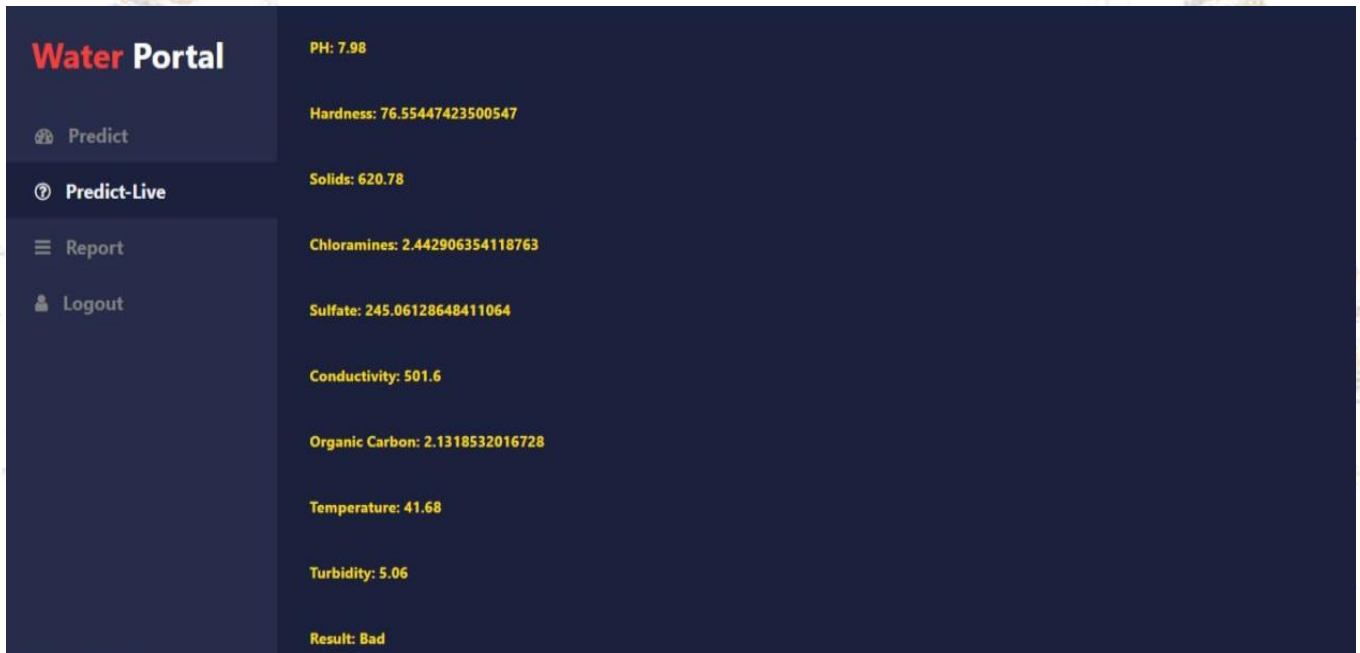 Water Portal
Predict
Predict-Live
Report
Logout
PH: 7.98
Hardness: 76.55447423500547
Solids: 620.78
Chloramines: 2.442906354118763
Sulfate: 245.06128648411064
Conductivity: 501.6
Organic Carbon: 2.1318532016728
Temperature: 41.68
Turbidity: 5.06
Result: Bad